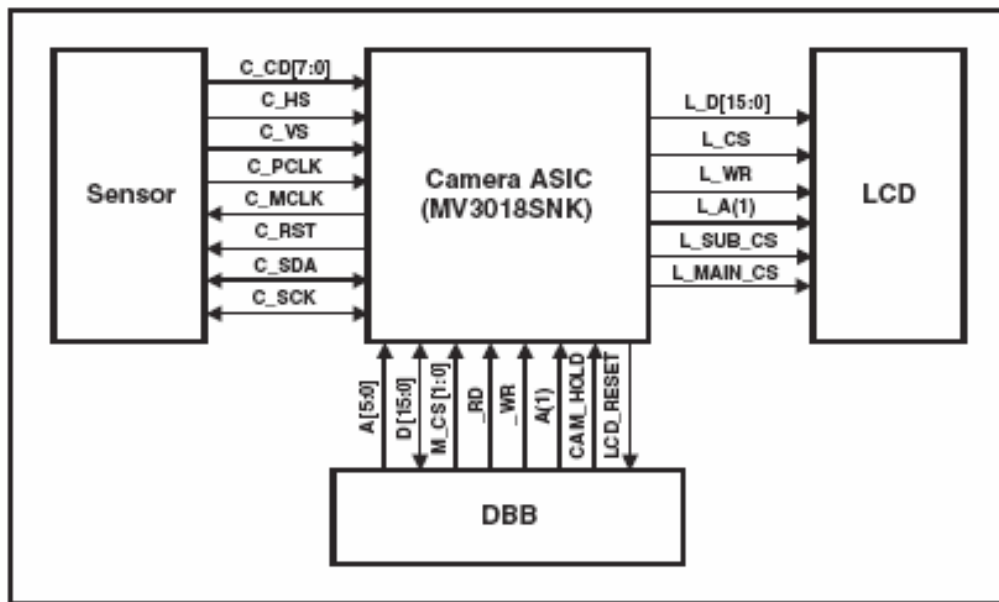 C_CD[7:0]
C_HS
C_VS
C_PCLK
C_MCLK
C_RST
C_SDA
C_SCK
Sensor
Camera ASIC
(MV3018SNK)
L_D[15:0]
L_CS
L_WR
L_A(1)
L_SUB_CS
L_MAIN_CS
LCD
A[5:0]
D[15:0]
M_CS[1:0]
_RD
_WR
A(1)
CAM_HOLD
LCD_RESET
DBB